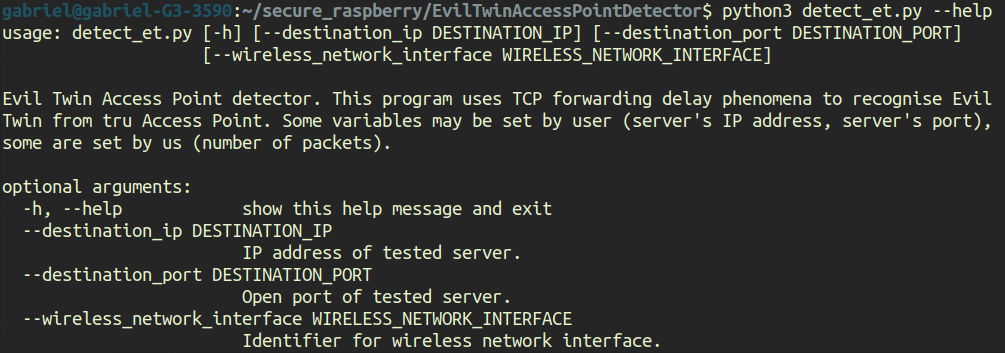 gabriel@gabriel-G3-3590:~/secure_raspberry/EvilTwinAccessPointDetector$ python3 detect_et.py --help
usage: detect_et.py [-h] [--destination_ip DESTINATION_IP] [--destination_port DESTINATION_PORT]
[--wireless_network_interface WIRELESS_NETWORK_INTERFACE]
Evil Twin Access Point detector. This program uses TCP forwarding delay phenomena to recognise Evil
Twin from tru Access Point. Some variables may be set by user (server's IP address, server's port),
some are set by us (number of packets).
optional arguments:
-h, --help show this help message and exit
--destination_ip DESTINATION_IP
IP address of tested server.
--destination_port DESTINATION_PORT
Open port of tested server.
--wireless_network_interface WIRELESS_NETWORK_INTERFACE
Identifier for wireless network interface.